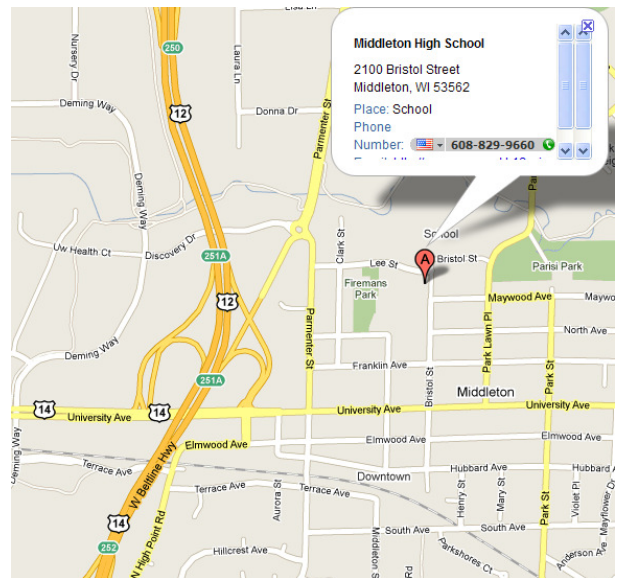 Lisa Ln
Nursery Dr
250
Laura Ln
Middleton High School
2100 Bristol Street
Middleton, WI 53562
Place: School
Phone
Number: 608-829-9660
Deming Way
12
Donna Dr
Parmenter St
Deming Way
School
Clark St
Uw Health Ct
Discovery Dr
251A
Lee St
A
Bristol St
Parisi Park
Firemans
Park
12
Maywood Ave
North Ave
Park Lawn Pl
Parmenter St
Deming Way
Franklin Ave
Park St
251A
Bristol St
Middleton
14
14
University Ave
University Ave
University Ave
Elmwood Ave
Elmwood Ave
Elmwood Ave
Deming Way
W Beltline Hwy
Terrace Ave
Terrace Ave
Terrace Ave
Downtown
Hubbard Ave
Hubbard
Aurora St
Henry St
Mary St
Park St
Violet Pl
Mayflower Dr
14
N High Point Rd
South Ave
South Ave
Middleton S
252
Hillcrest Ave
Parkshores Ct
Anderson Av